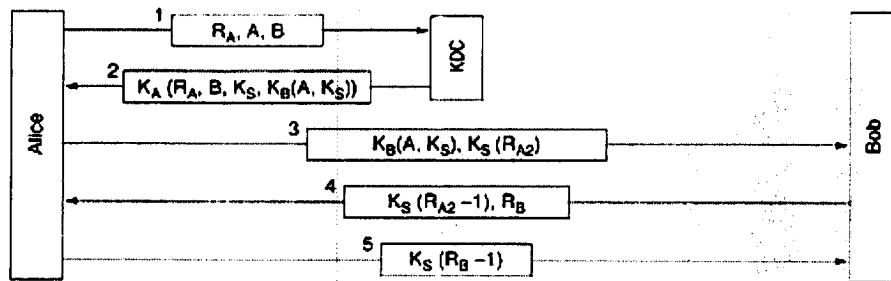 1
R_A, A, B
KDC
2
K_A (R_A, B, K_S, K_B(A, K_S))
Alice
3
K_B(A, K_S), K_S (R_A2)
Bob
4
K_S (R_A2 –1), R_B
5
K_S (R_B –1)